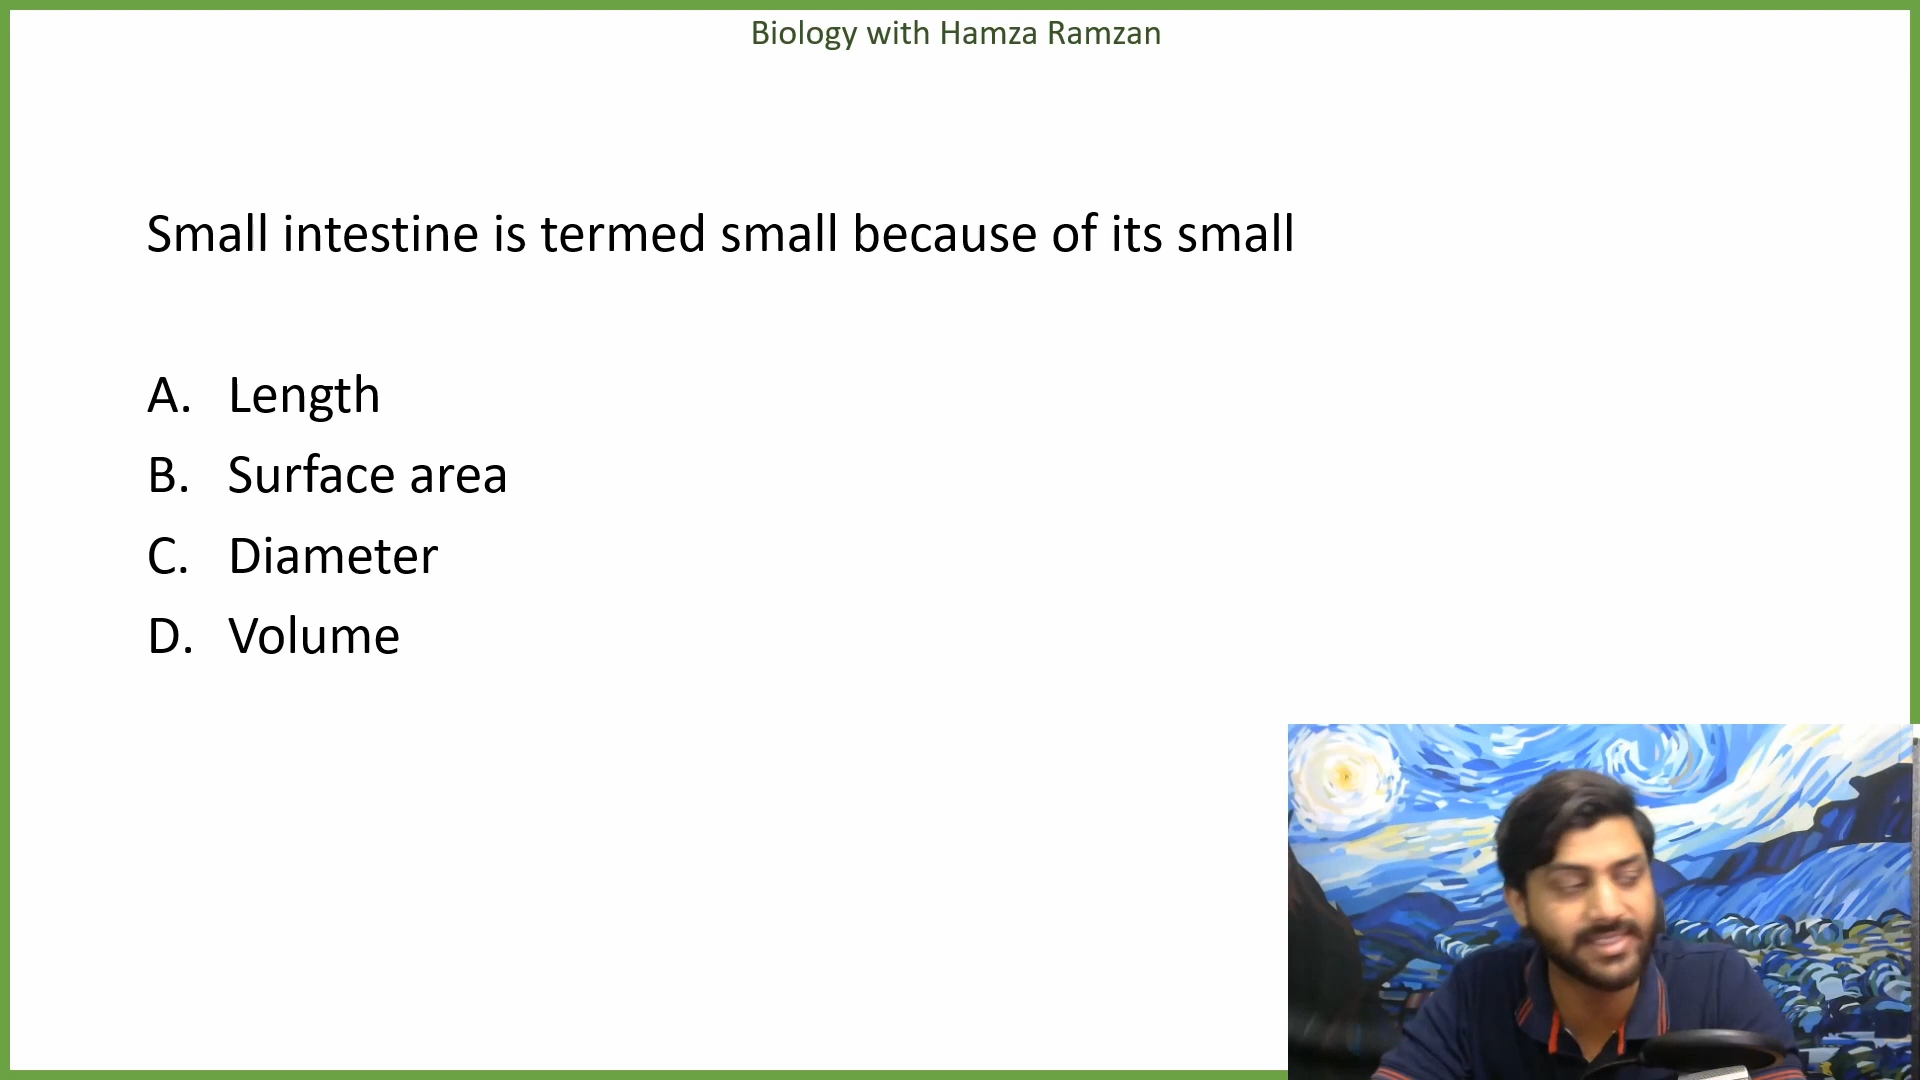 Biology with Hamza Ramzan
Small intestine is termed small because of its small
A. Length
B. Surface area
C. Diameter
D. Volume